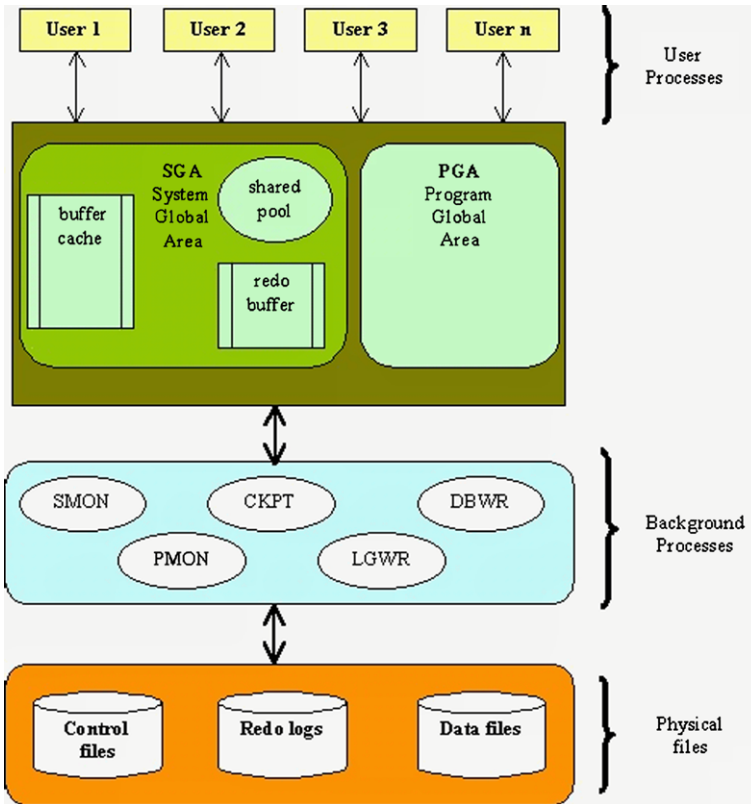 User 1
User 2
User 3
User n
User
Processes
SGA
System
Global
Area
buffer
cache
shared
pool
redo
buffer
PGA
Program
Global
Area
SMON
CKPT
DBWR
PMON
LGWR
Background
Processes
Control
files
Redo logs
Data files
Physical
files